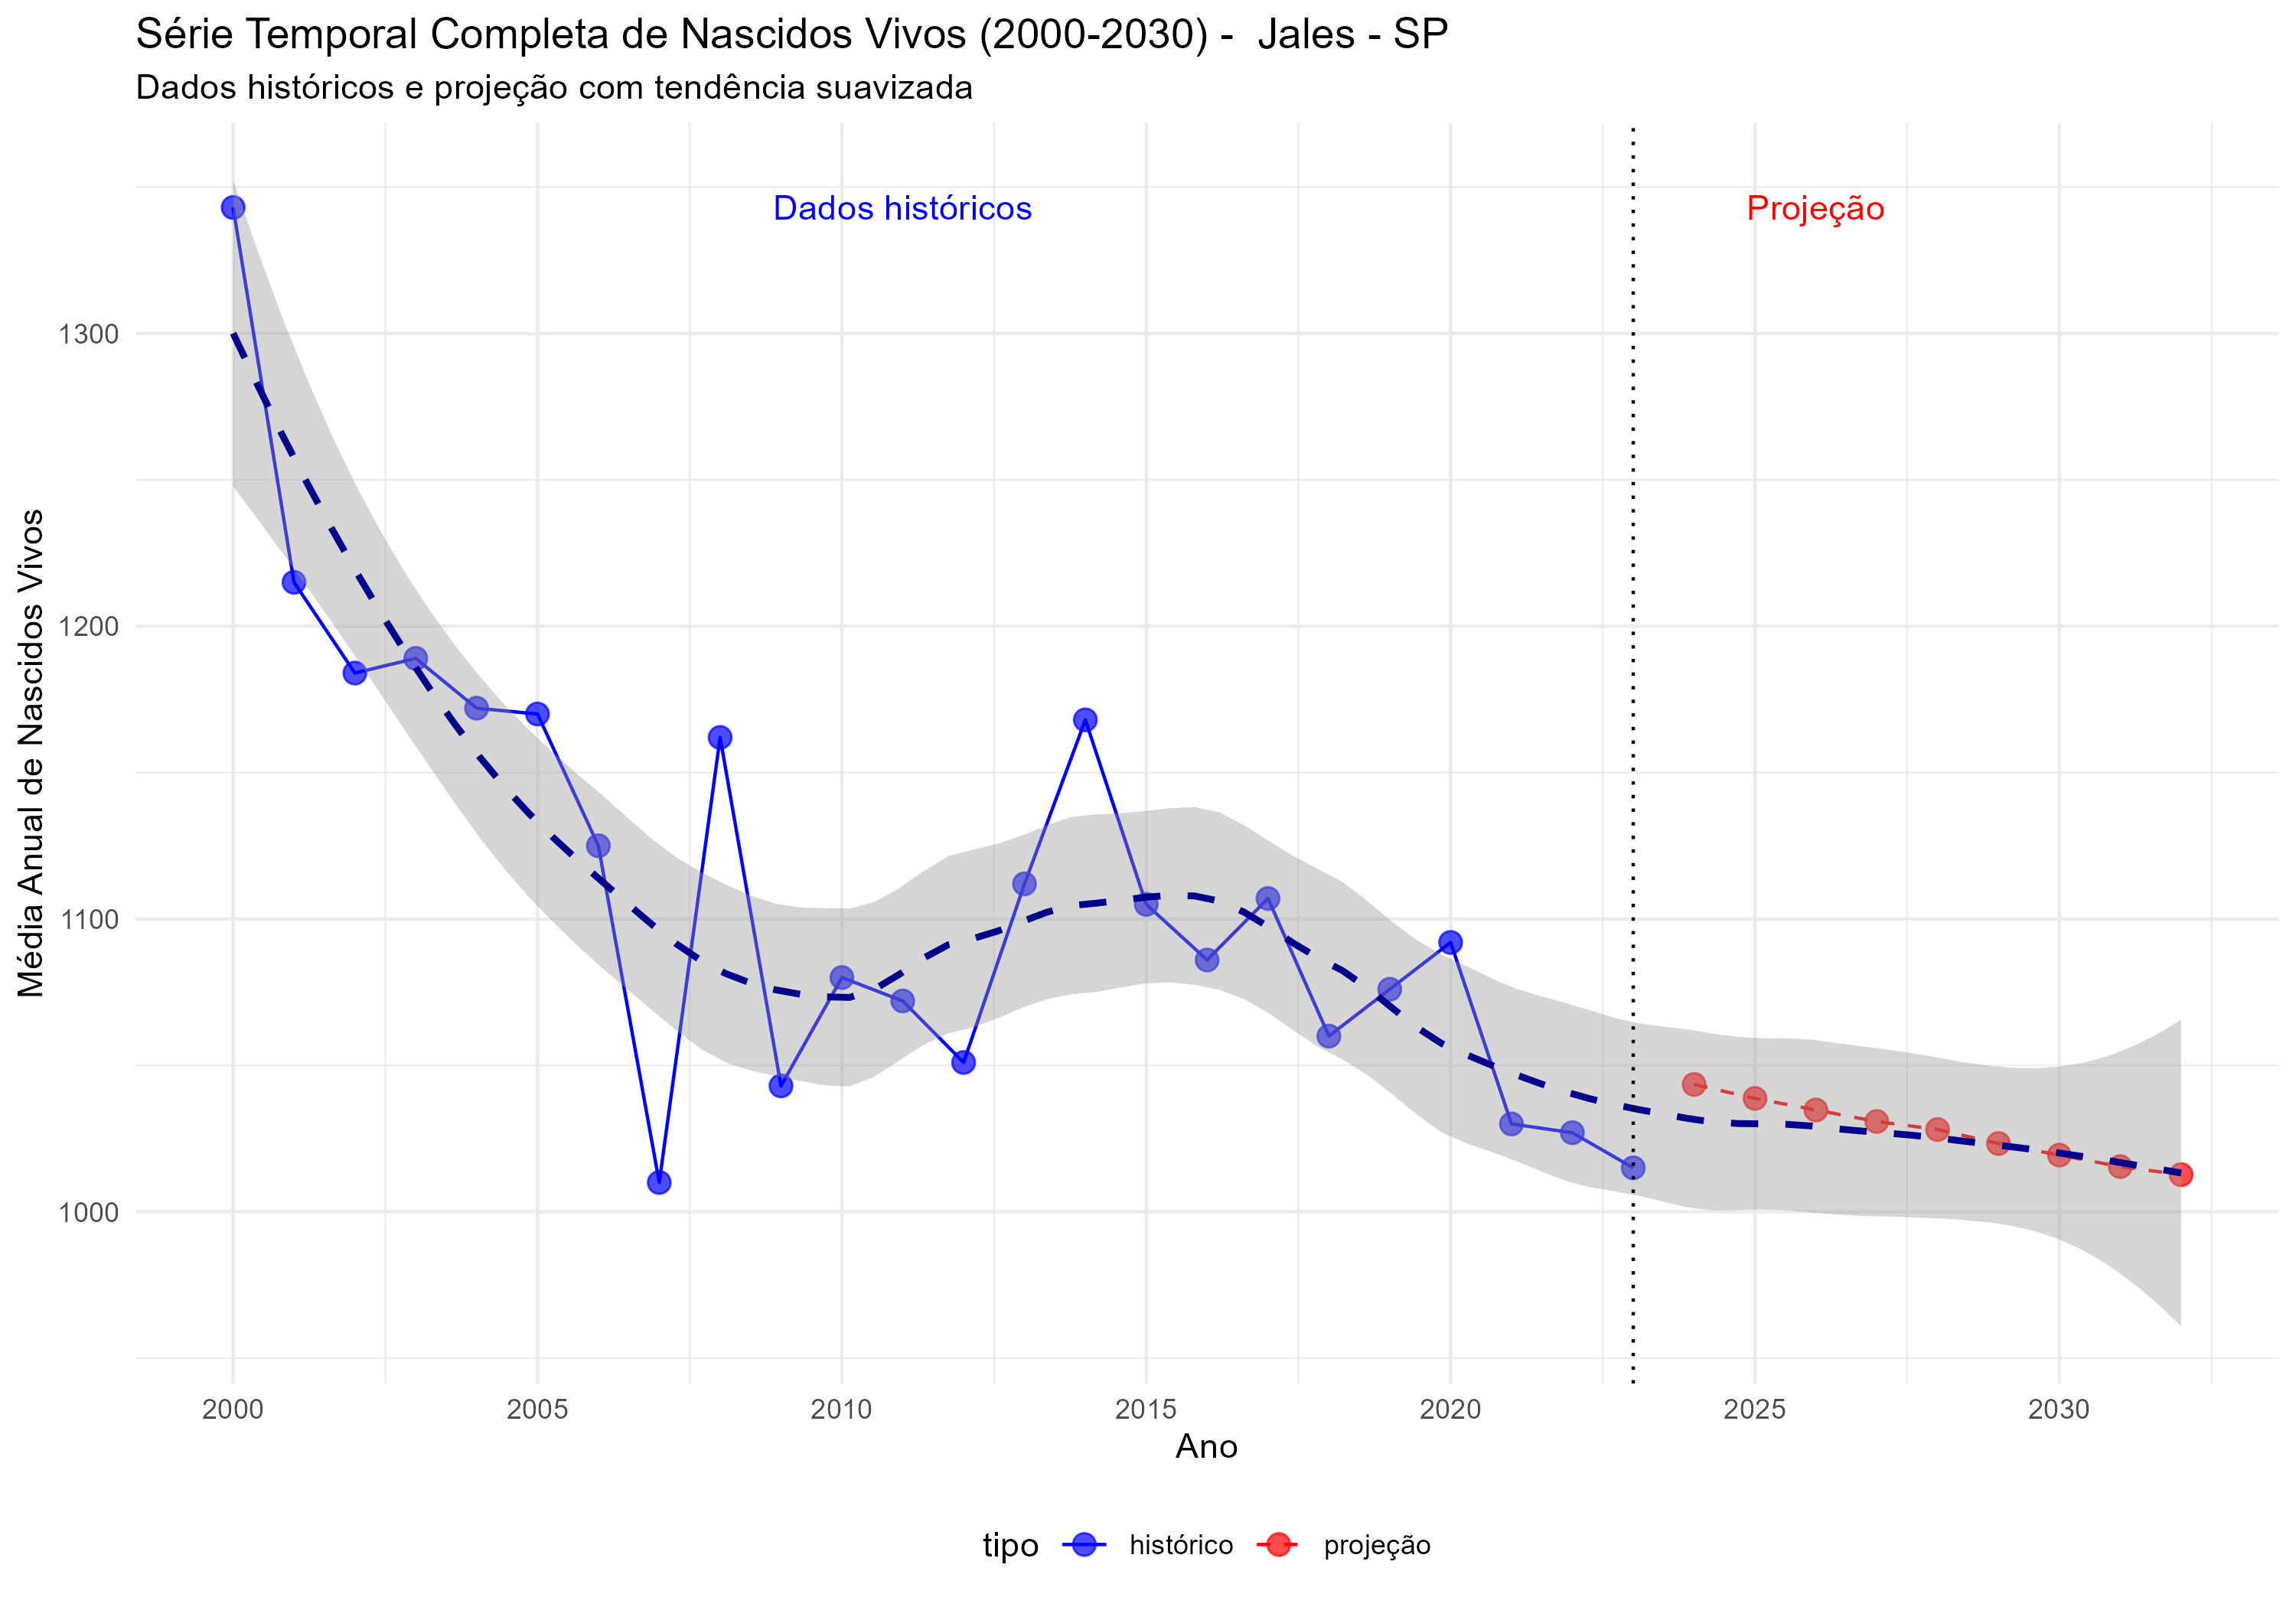 Série Temporal Completa de Nascidos Vivos (2000-2030) -  Jales - SP
Dados históricos e projeção com tendência suavizada
Dados históricos
Projeção
Média Anual de Nascidos Vivos
1300
1200
1100
1000
2000
2005
2010
2015
2020
2025
2030
Ano
tipo
histórico
projeção